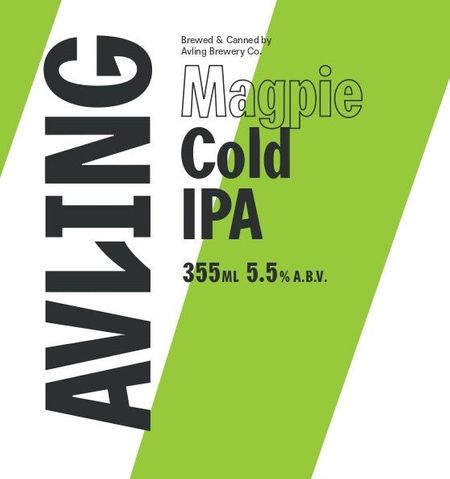 AVLING
Brewed & Canned by
Avling Brewery Co.
Magpie
Cold
IPA
355ML 5.5% A.B.V.